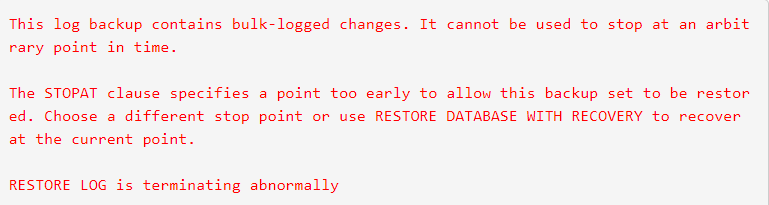 This log backup contains bulk-logged changes. It cannot be used to stop at an arbit
rary point in time.
The STOPAT clause specifies a point too early to allow this backup set to be restor
ed. Choose a different stop point or use RESTORE DATABASE WITH RECOVERY to recover
at the current point.
RESTORE LOG is terminating abnormally